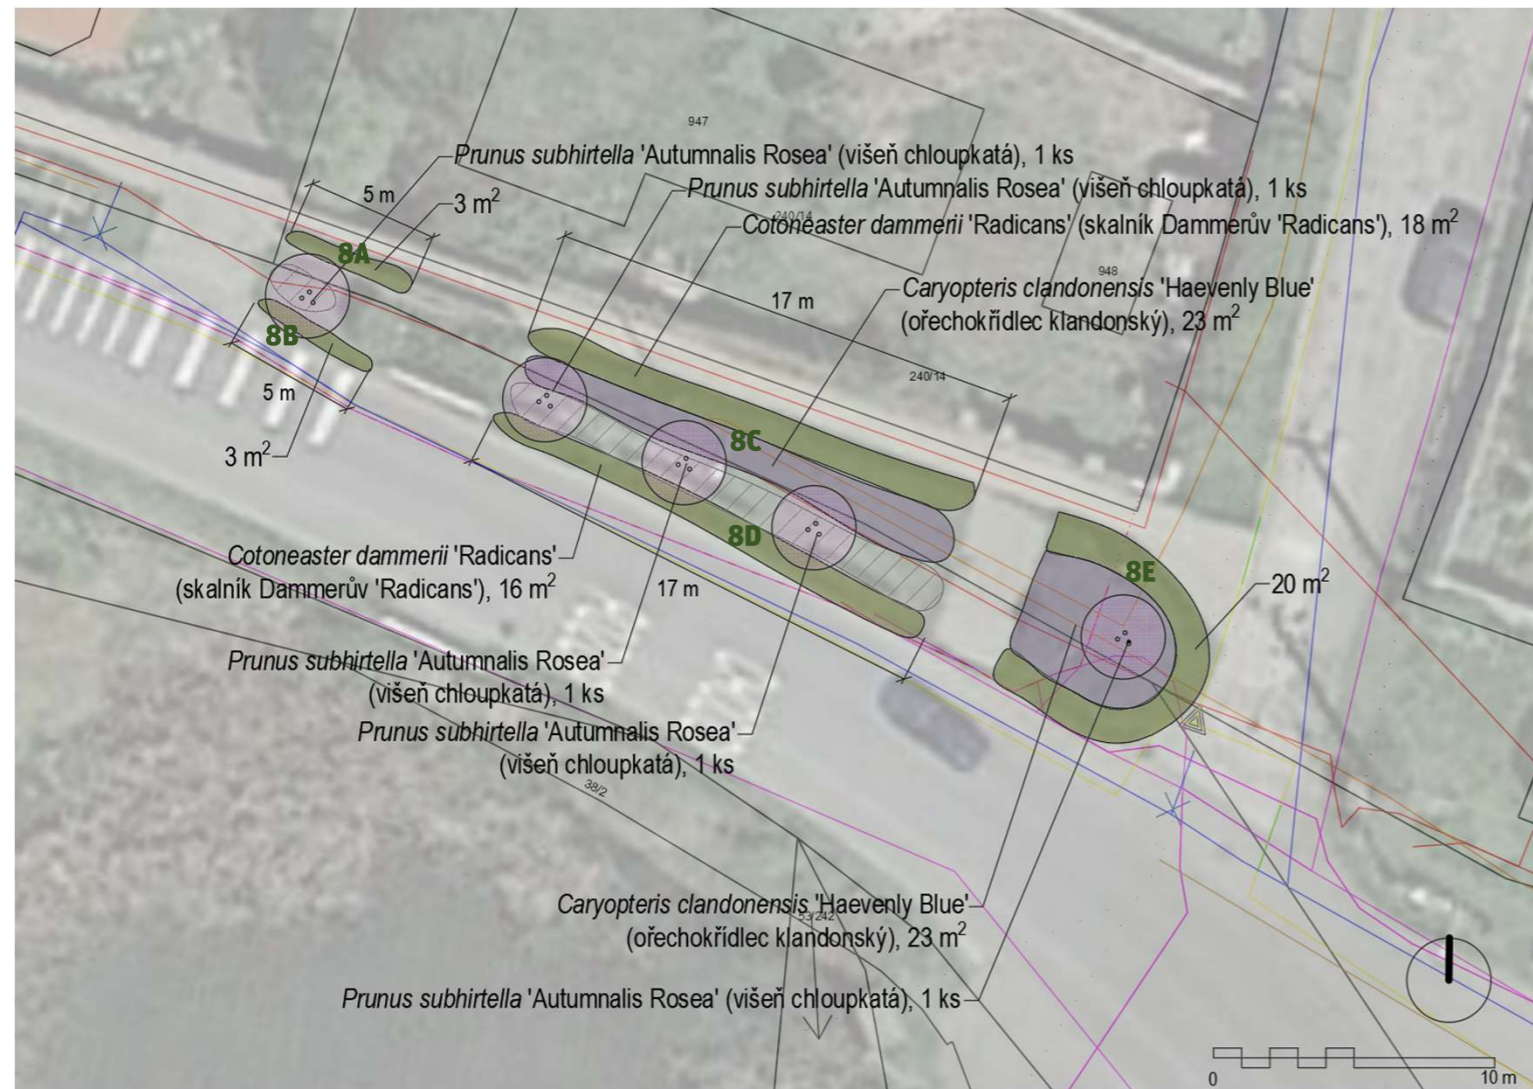 947
Prunus subhirtella 'Autumnalis Rosea' (višeň chloupkatá), 1 ks
5 m
Prunus subhirtella 'Autumnalis Rosea' (višeň chloupkatá), 1 ks
3 m²
240/14
Cotoneaster dammerii 'Radicans' (skalník Dammerův 'Radicans'), 18 m²
8A
948
Caryopteris clandonensis 'Haevenly Blue'
(ořechokřídlec klandonský), 23 m²
17 m
8B
240/14
5 m
8C
3 m²
8D
Cotoneaster dammerii 'Radicans'
(skalník Dammerův 'Radicans'), 16 m²
17 m
8E
20 m²
Prunus subhirtella 'Autumnalis Rosea'
(višeň chloupkatá), 1 ks
Prunus subhirtella 'Autumnalis Rosea'
(višeň chloupkatá), 1 ks
38/2
Caryopteris clandonensis 'Haevenly Blue'
53/242
(ořechokřídlec klandonský), 23 m²
Prunus subhirtella 'Autumnalis Rosea' (višeň chloupkatá), 1 ks
0 10 m